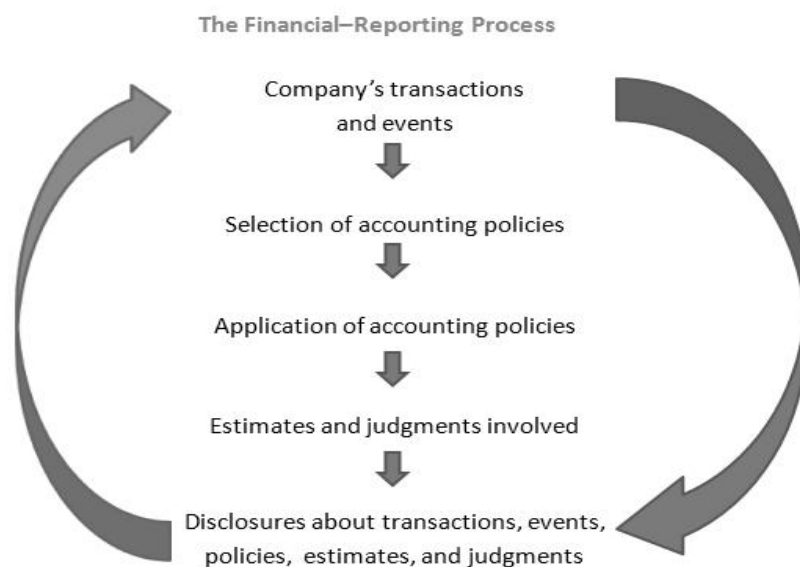 The Financial–Reporting Process
Company’s transactions
and events
Selection of accounting policies
Application of accounting policies
Estimates and judgments involved
Disclosures about transactions, events,
policies, estimates, and judgments